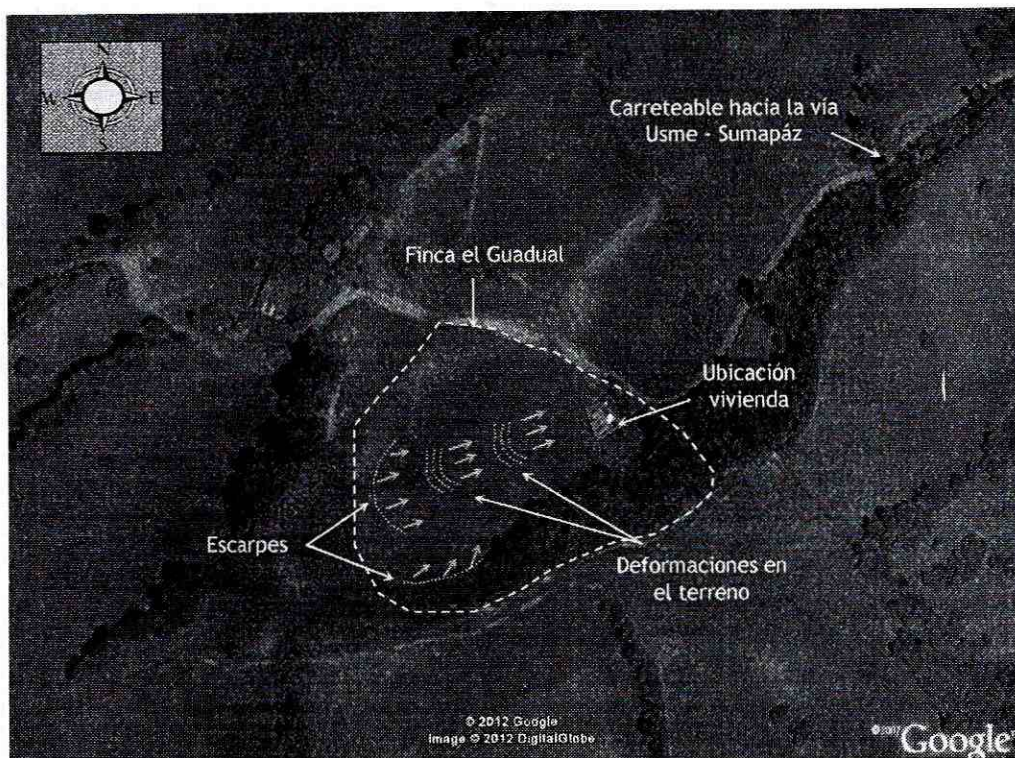 N
W E
S
Carreteable hacia la vía
Usme - Sumapáz
Finca el Guadual
Ubicación
vivienda
Escarpes
Deformaciones en
el terreno
© 2012 Google
Image © 2012 DigitalGlobe
©2007 Google